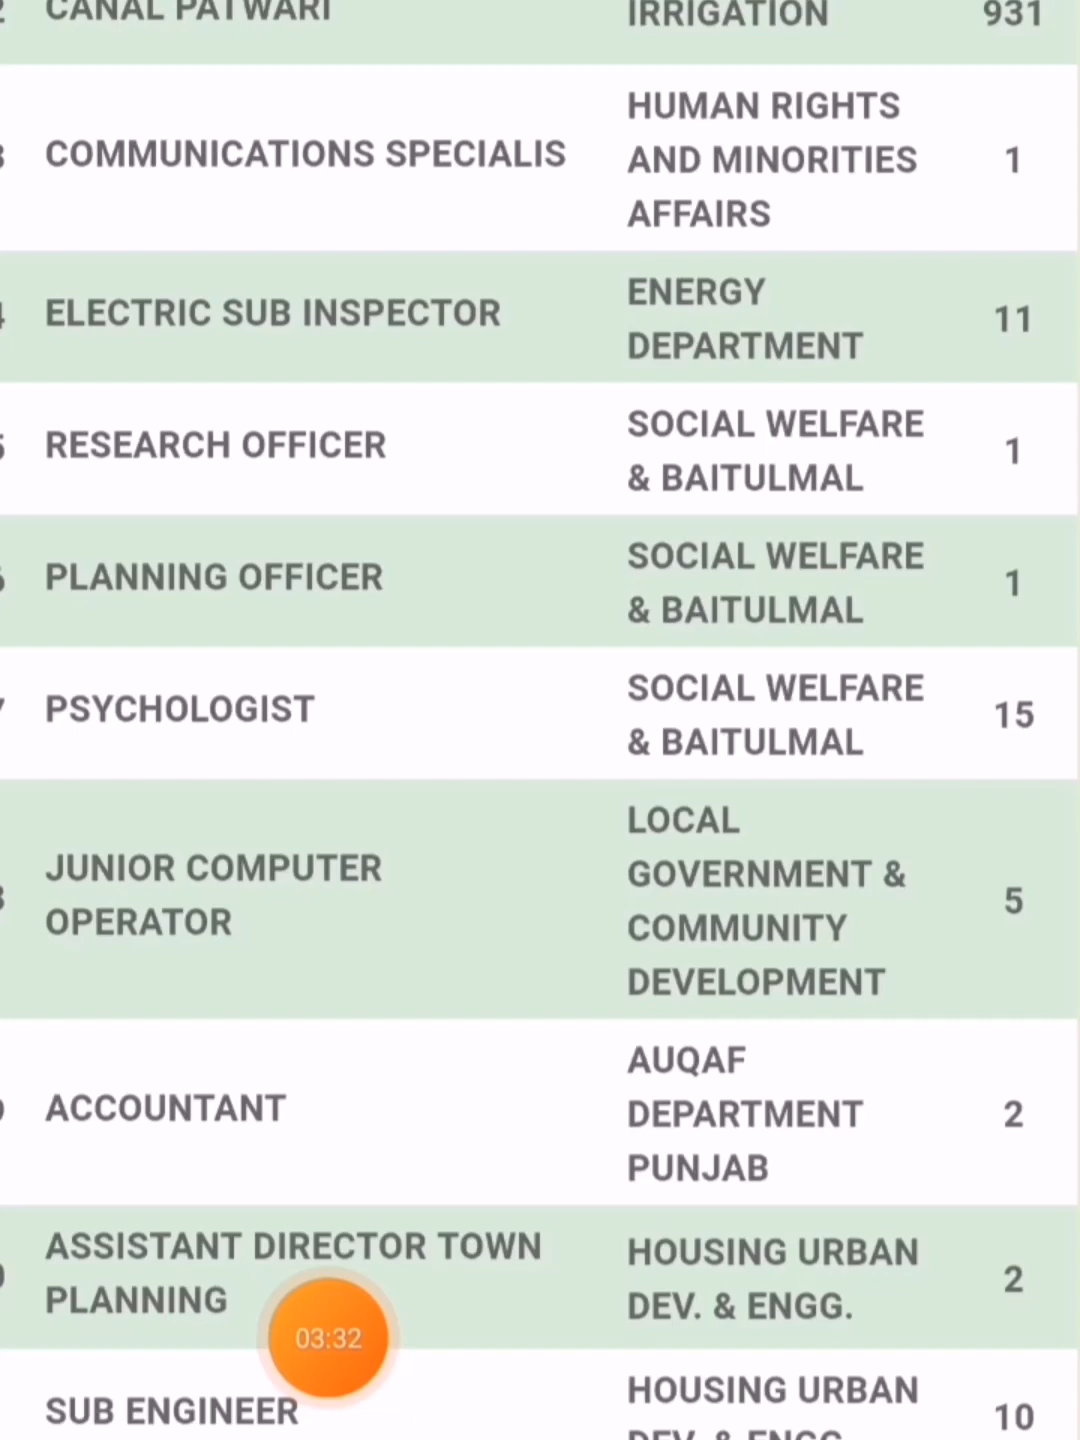 CANAL PATWARI
IRRIGATION
931
COMMUNICATIONS SPECIALIS
HUMAN RIGHTS
AND MINORITIES
AFFAIRS
1
ELECTRIC SUB INSPECTOR
ENERGY
DEPARTMENT
11
RESEARCH OFFICER
SOCIAL WELFARE
& BAITULMAL
1
PLANNING OFFICER
SOCIAL WELFARE
& BAITULMAL
1
PSYCHOLOGIST
SOCIAL WELFARE
& BAITULMAL
15
JUNIOR COMPUTER
OPERATOR
LOCAL
GOVERNMENT &
COMMUNITY
DEVELOPMENT
5
ACCOUNTANT
AUQAF
DEPARTMENT
PUNJAB
2
ASSISTANT DIRECTOR TOWN
PLANNING
HOUSING URBAN
DEV. & ENGG.
2
03:32
SUB ENGINEER
HOUSING URBAN
DEV. & ENGG
10